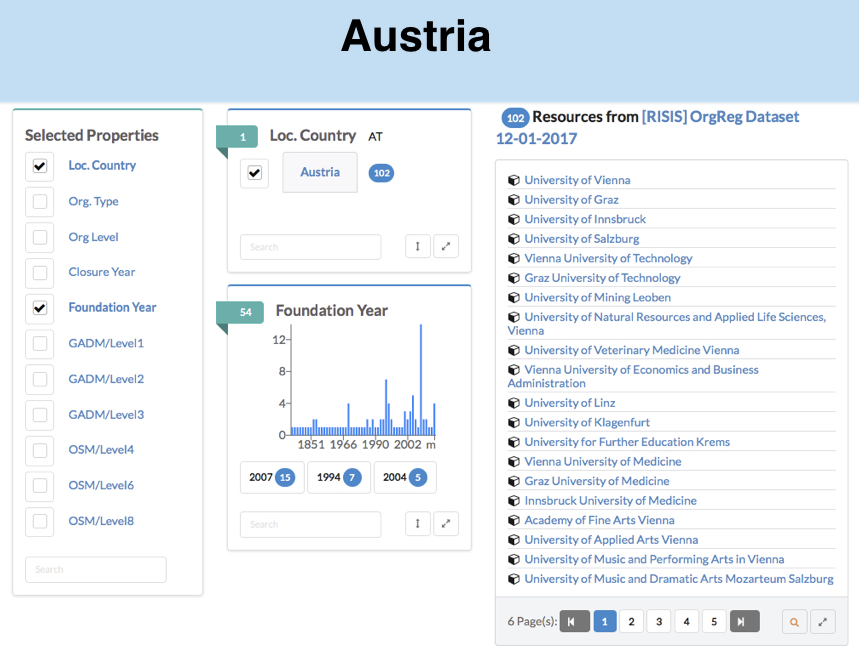 Austria
Selected Properties
Loc. Country
Org. Type
Org Level
Closure Year
Foundation Year
GADM/Level1
GADM/Level2
GADM/Level3
OSM/Level4
OSM/Level6
OSM/Level8
Search
1 Loc. Country AT
Austria 102
Search
54 Foundation Year
12
8
4
0
1851 1966 1990 2002 m
2007 15 1994 7 2004 5
Search
102 Resources from [RISIS] OrgReg Dataset
12-01-2017
University of Vienna
University of Graz
University of Innsbruck
University of Salzburg
Vienna University of Technology
Graz University of Technology
University of Mining Leoben
University of Natural Resources and Applied Life Sciences,
Vienna
University of Veterinary Medicine Vienna
Vienna University of Economics and Business
Administration
University of Linz
University of Klagenfurt
University for Further Education Krems
Vienna University of Medicine
Graz University of Medicine
Innsbruck University of Medicine
Academy of Fine Arts Vienna
University of Applied Arts Vienna
University of Music and Performing Arts in Vienna
University of Music and Dramatic Arts Mozarteum Salzburg
6 Page(s): 1 2 3 4 5